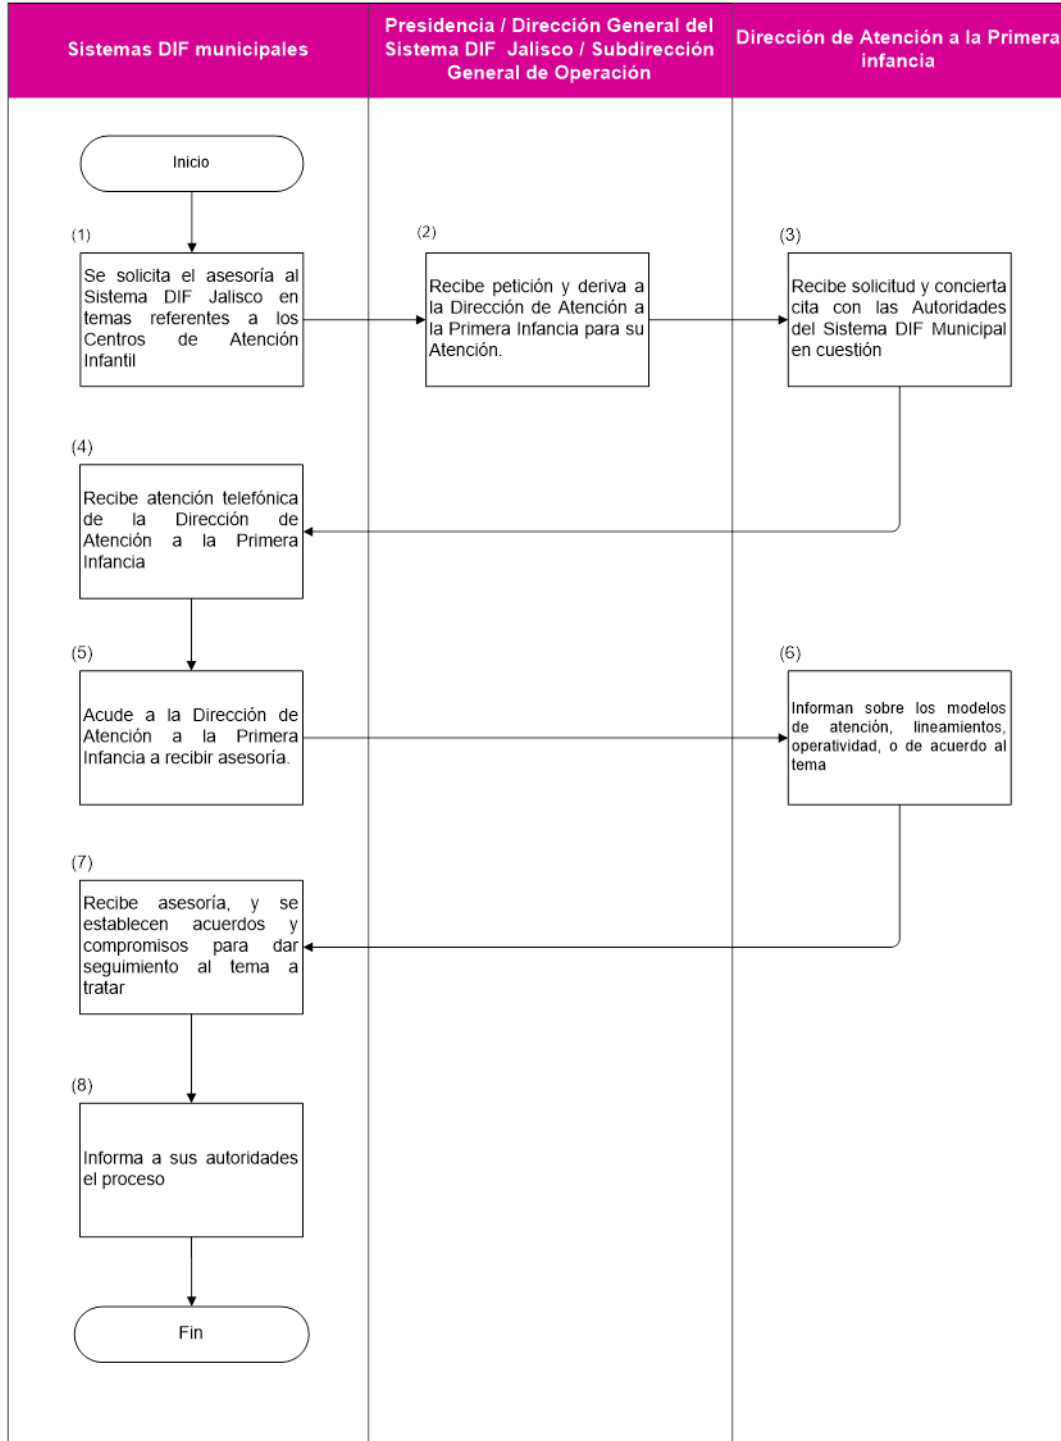 Sistemas DIF municipales
Presidencia / Dirección General del
Sistema DIF Jalisco / Subdirección
General de Operación
Dirección de Atención a la Primera
infancia
Inicio
(1)
Se solicita el asesoría al
Sistema DIF Jalisco en
temas referentes a los
Centros de Atención
Infantil
(2)
Recibe petición y deriva a
la Dirección de Atención a
la Primera Infancia para su
Atención.
(3)
Recibe solicitud y concierta
cita con las Autoridades
del Sistema DIF Municipal
en cuestión
(4)
Recibe atención telefónica
de la Dirección de
Atención a la Primera
Infancia
(5)
Acude a la Dirección de
Atención a la Primera
Infancia a recibir asesoría.
(6)
Informan sobre los modelos
de atención, lineamientos,
operatividad, o de acuerdo al
tema
(7)
Recibe asesoría, y se
establecen acuerdos y
compromisos para dar
seguimiento al tema a
tratar
(8)
Informa a sus autoridades
el proceso
Fin